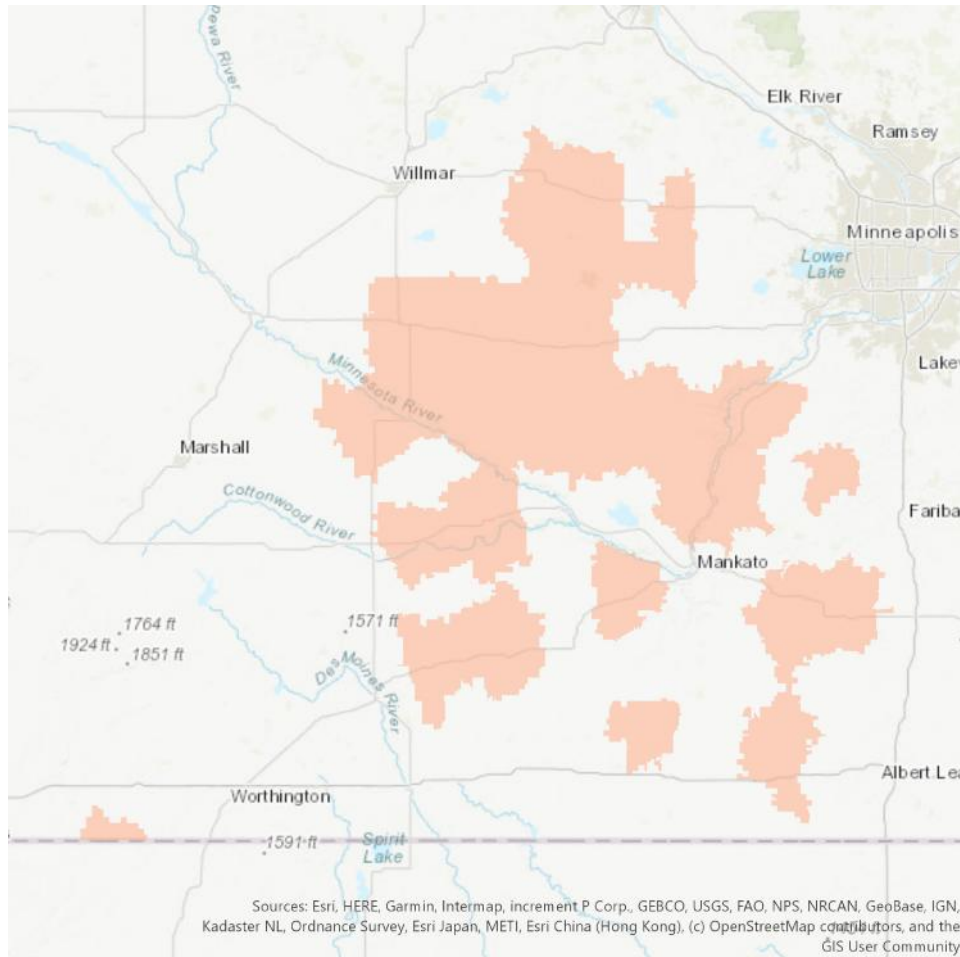 pewa River
Elk River
Ramsey
Willmar
Minneapolis
Lower
Lake
Minnesota River
Lakev
Marshall
Cottonwood River
Fariba
Mankato
1764 ft
1571 ft
1924 ft
1851 ft
Des Moines River
Albert Lea
Worthington
1591 ft
Spirit
Lake
Sources: Esri, HERE, Garmin, Intermap, increment P Corp., GEBCO, USGS, FAO, NPS, NRCAN, GeoBase, IGN,
Kadaster NL, Ordnance Survey, Esri Japan, METI, Esri China (Hong Kong), (c) OpenStreetMap contributors, and the
GIS User Community